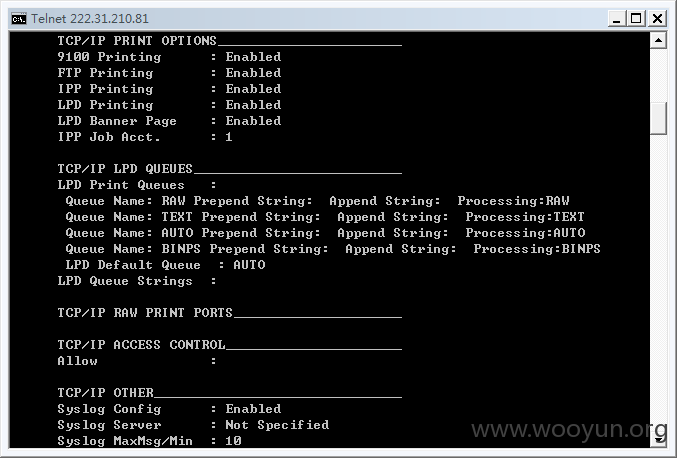 Telnet 222.31.210.81
TCP/IP PRINT OPTIONS_______________________
9100 Printing : Enabled
FTP Printing : Enabled
IPP Printing : Enabled
LPD Printing : Enabled
LPD Banner Page : Enabled
IPP Job Acct. : 1
TCP/IP LPD QUEUES__________________________
LPD Print Queues :
Queue Name: RAW Prepend String: Append String: Processing:RAW
Queue Name: TEXT Prepend String: Append String: Processing:TEXT
Queue Name: AUTO Prepend String: Append String: Processing:AUTO
Queue Name: BINPS Prepend String: Append String: Processing:BINPS
LPD Default Queue : AUTO
LPD Queue Strings :
TCP/IP RAW PRINT PORTS_____________________
TCP/IP ACCESS CONTROL______________________
Allow :
TCP/IP OTHER_______________________________
Syslog Config : Enabled
Syslog Server : Not Specified
Syslog MaxMsg/Min : 10
www.wooyun.org